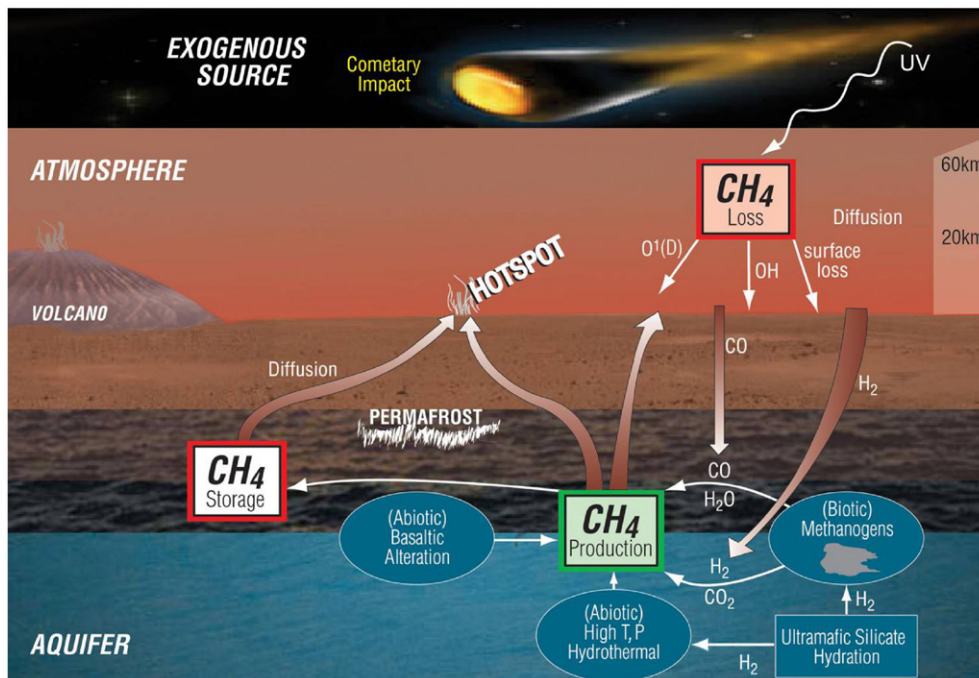 EXOGENOUS
SOURCE
Cometary
Impact
UV
ATMOSPHERE
60km
CH4
Loss
Diffusion
20km
O¹(D)
OH
surface
loss
HOTSPOT
VOLCANO
CO
Diffusion
H2
PERMAFROST
CH4
Storage
CO
H2O
(Abiotic)
Basaltic
Alteration
CH4
Production
(Biotic)
Methanogens
H2
CO2
H2
(Abiotic)
High T, P
Hydrothermal
Ultramafic Silicate
Hydration
H2
AQUIFER